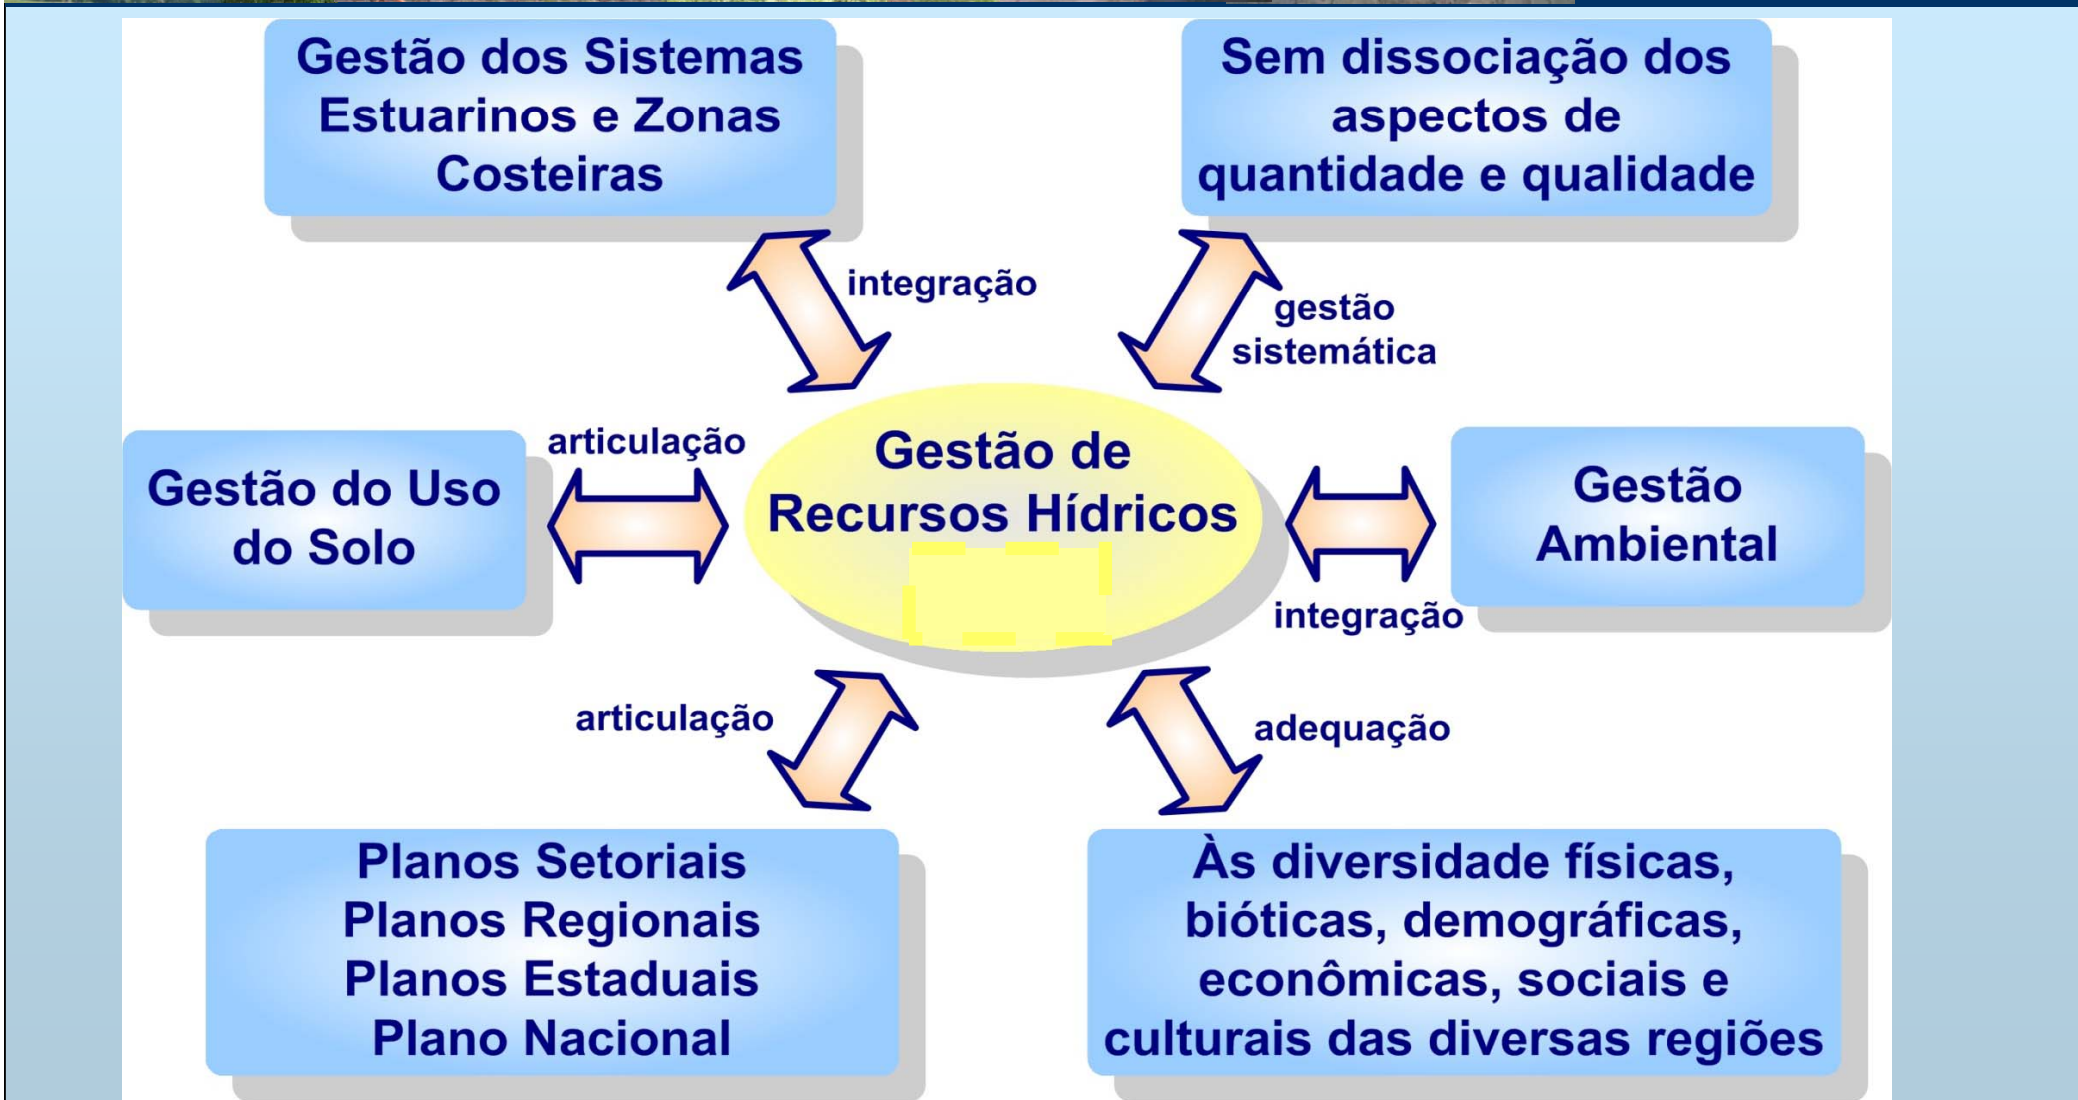 Gestão dos Sistemas
Estuarinos e Zonas
Costeiras
Sem dissociação dos
aspectos de
quantidade e qualidade
integração
gestão
sistemática
articulação
Gestão do Uso
do Solo
Gestão de
Recursos Hídricos
Gestão
Ambiental
integração
articulação
adequação
Planos Setoriais
Planos Regionais
Planos Estaduais
Plano Nacional
Às diversidade físicas,
bióticas, demográficas,
econômicas, sociais e
culturais das diversas regiões